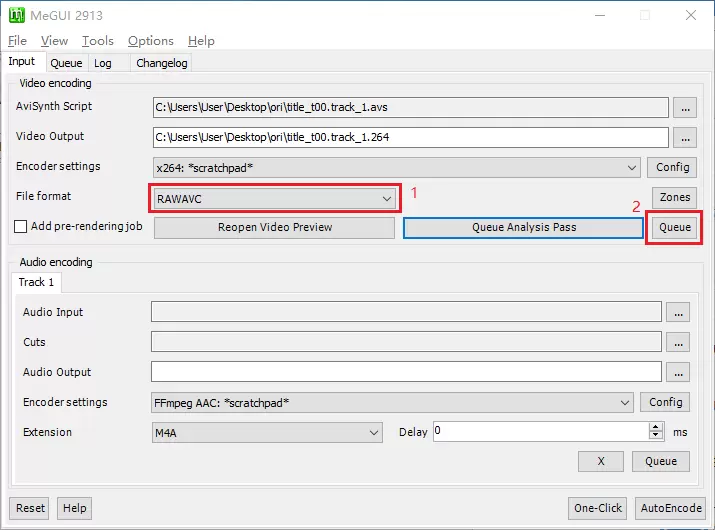 MeGUI 2913
File View Tools Options Help
Input Queue Log Changelog
Video encoding
AviSynth Script C:\Users\User\Desktop\ori\title_t00.track_1.avs ...
Video Output C:\Users\User\Desktop\ori\title_t00.track_1.264 ...
Encoder settings x264: *scratchpad* Config
File format RAWAVC 1 Zones
2
Add pre-rendering job Reopen Video Preview Queue Analysis Pass Queue
Audio encoding
Track 1
Audio Input ...
Cuts ...
Audio Output ...
Encoder settings FFmpeg AAC: *scratchpad* Config
Extension M4A Delay 0 ms
X Queue
Reset Help One-Click AutoEncode